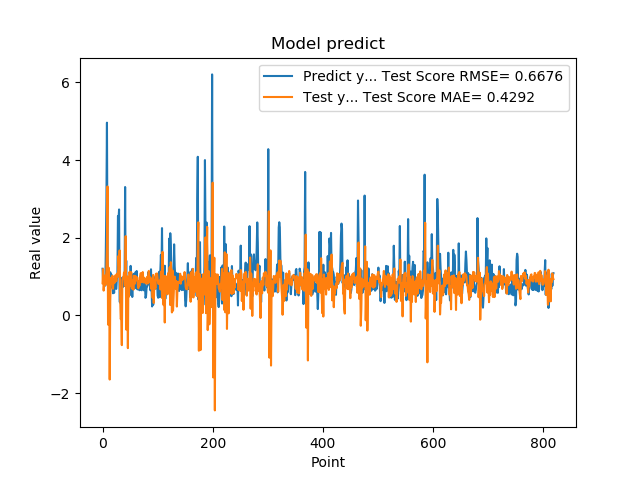 Model predict
Predict y... Test Score RMSE= 0.6676
Test y... Test Score MAE= 0.4292
6
4
2
0
−2
Real value
0 200 400 600 800
Point